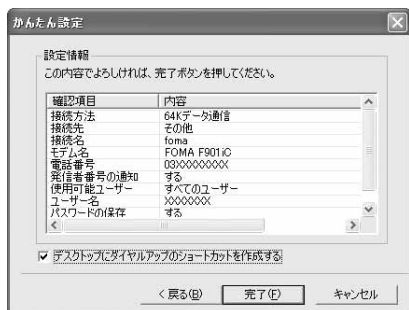 かんたん設定
設定情報
この内容でよろしければ、完了ボタンを押してください。
確認項目 内容
接続方法 64Kデータ通信
接続先 その他
接続名 foma
モデム名 FOMA F901iC
電話番号 03XXXXXXXX
発信者番号の通知 する
使用可能ユーザー すべてのユーザー
ユーザー名 XXXXXXX
パスワードの保存 する
デスクトップにダイヤルアップのショートカットを作成する
< 戻る(B) 完了(F) キャンセル